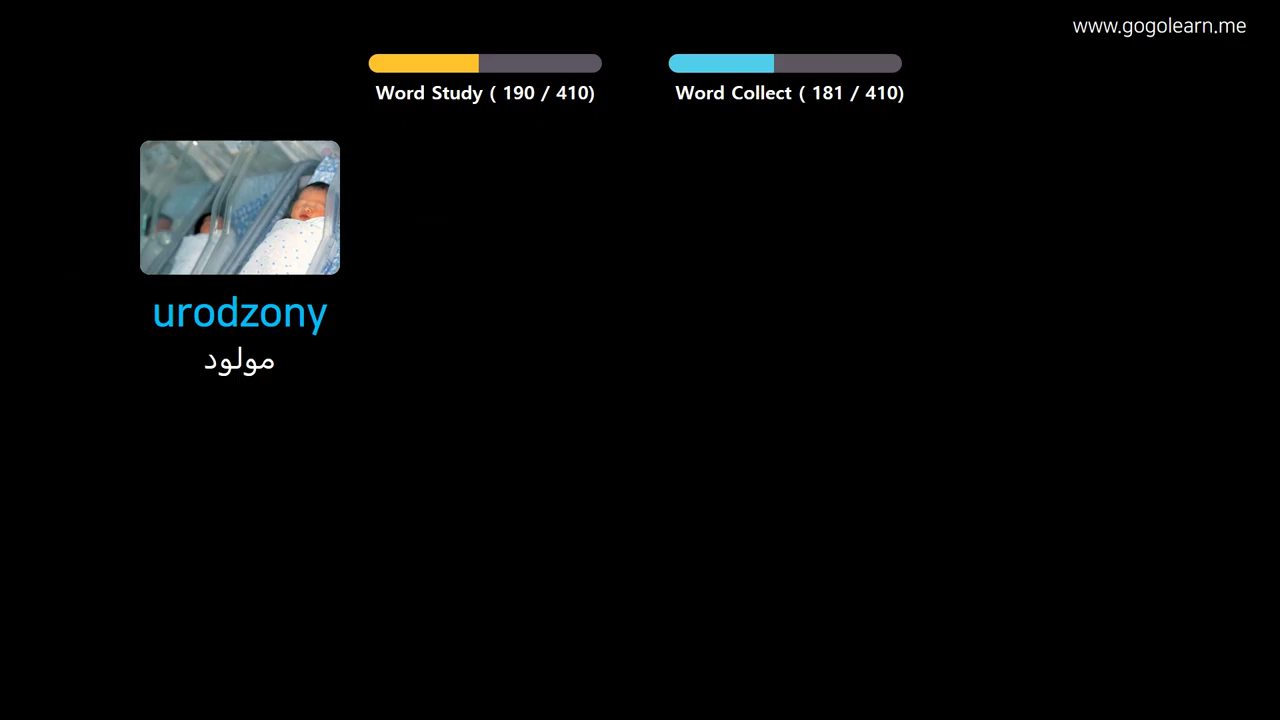 www.gogolearn.me
Word Study ( 190 / 410)
Word Collect ( 181 / 410)
urodzony
مولود